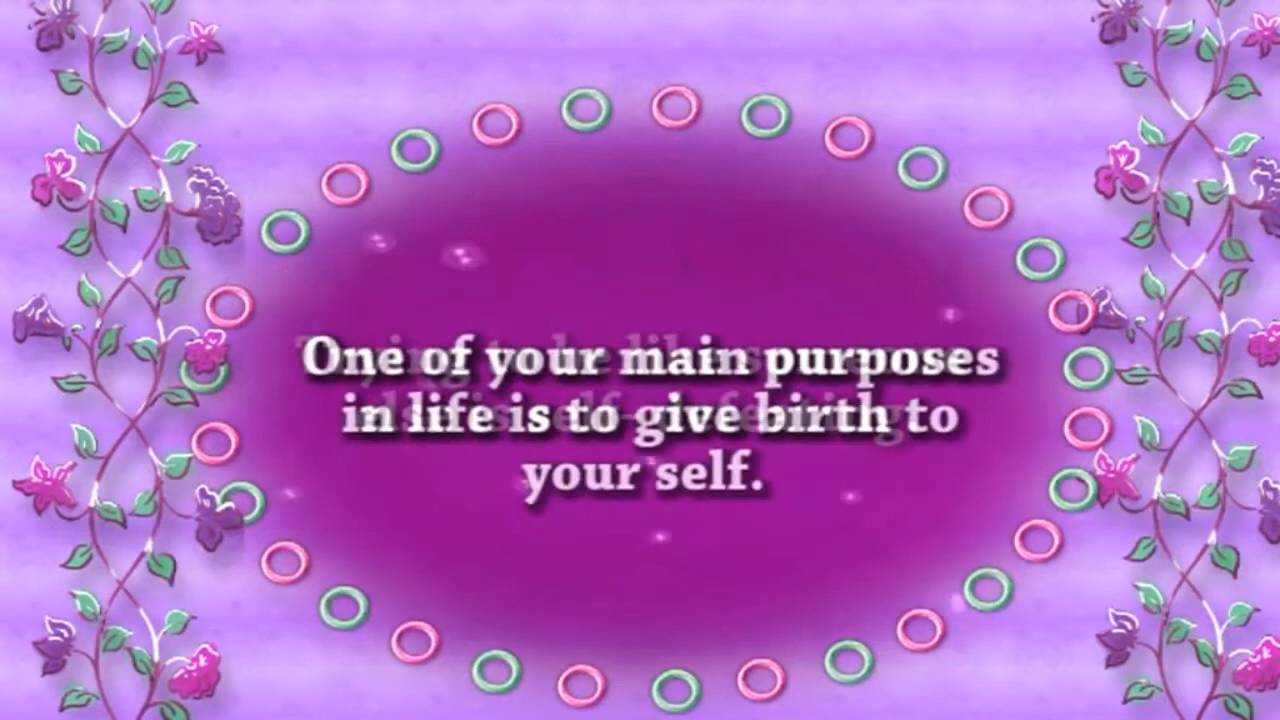 One of your main purposes
in life is to give birth to
your self.